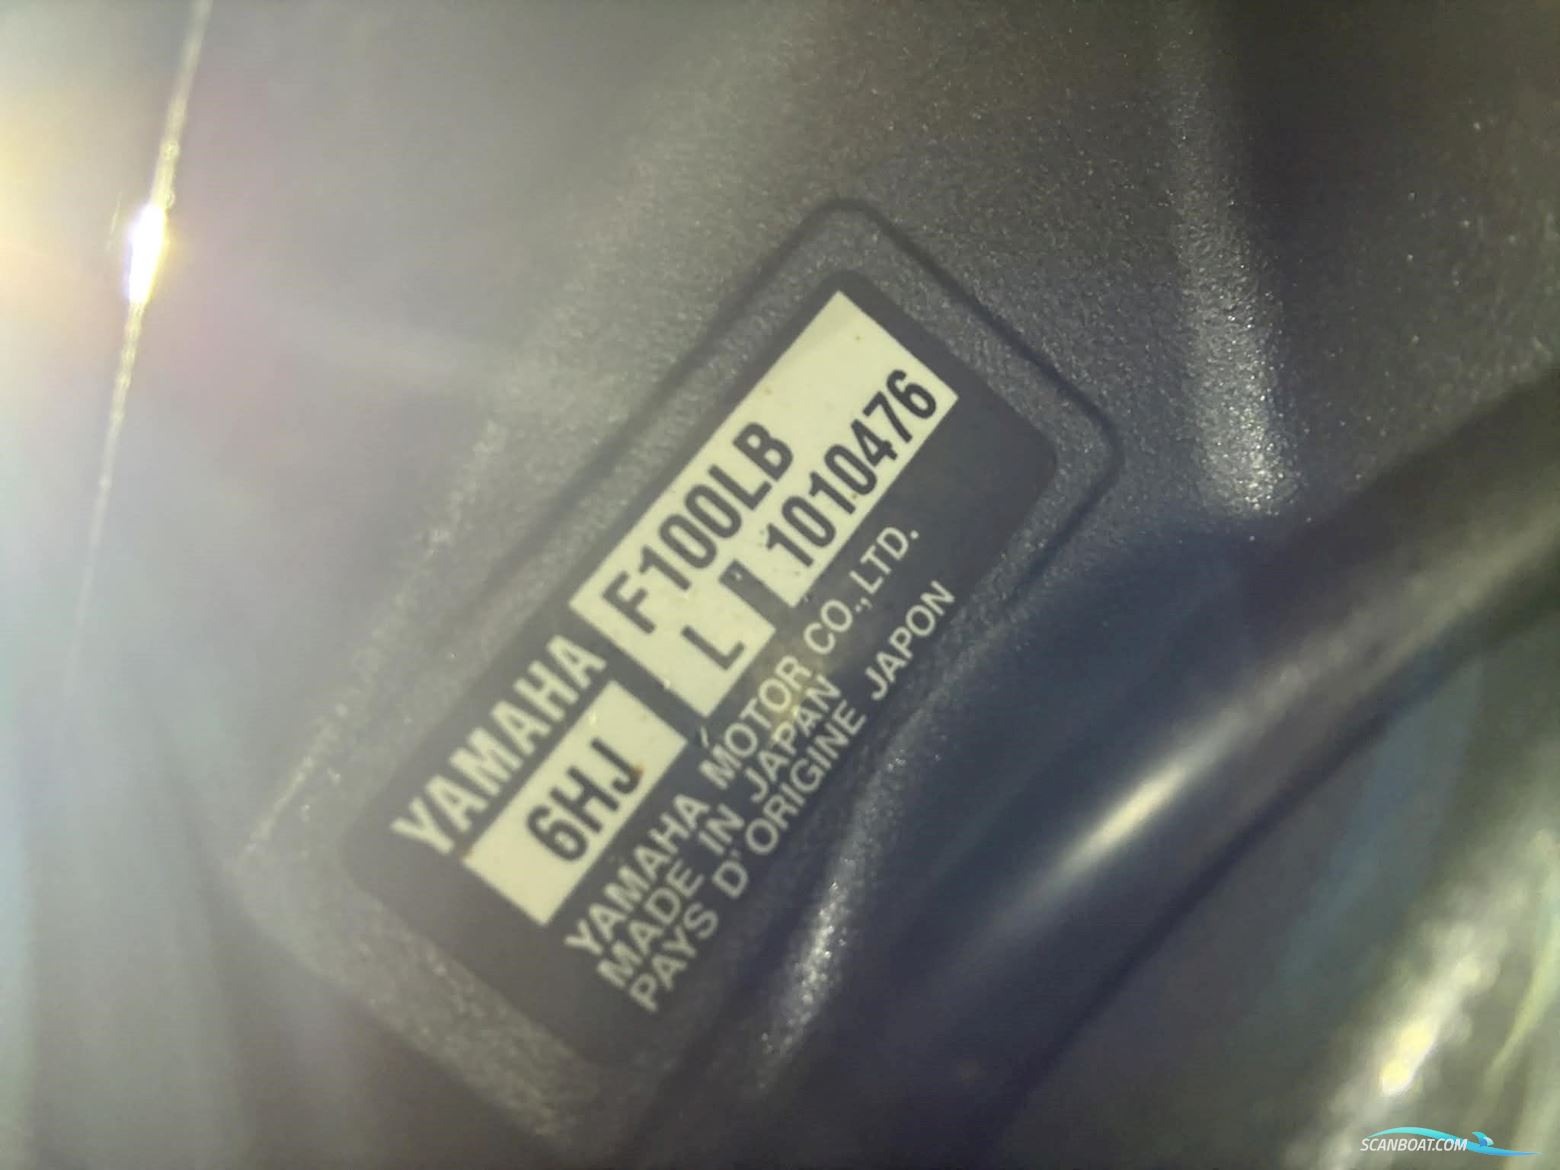 YAMAHA F100LB
6HJ L 1010476
YAMAHA MOTOR CO.,LTD.
MADE IN JAPAN
PAYS D'ORIGINE JAPON
SCANBOAT.COM